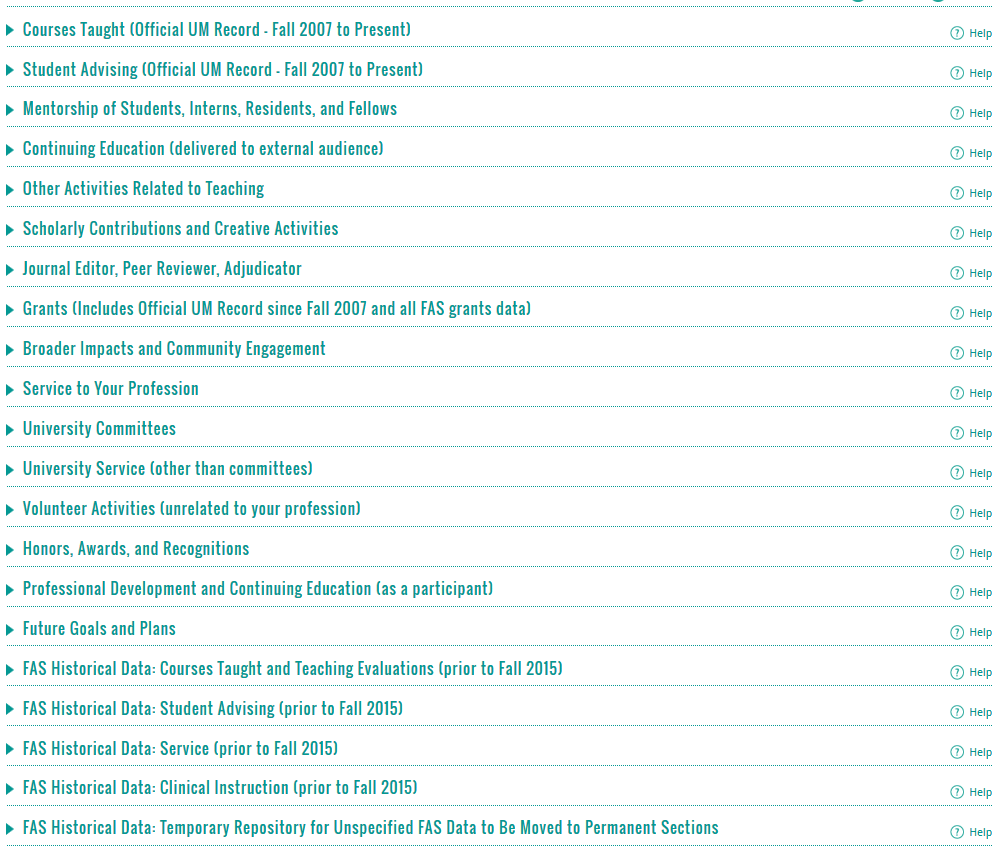 Courses Taught (Official UM Record - Fall 2007 to Present) ? Help
Student Advising (Official UM Record - Fall 2007 to Present) ? Help
Mentorship of Students, Interns, Residents, and Fellows ? Help
Continuing Education (delivered to external audience) ? Help
Other Activities Related to Teaching ? Help
Scholarly Contributions and Creative Activities ? Help
Journal Editor, Peer Reviewer, Adjudicator ? Help
Grants (Includes Official UM Record since Fall 2007 and all FAS grants data) ? Help
Broader Impacts and Community Engagement ? Help
Service to Your Profession ? Help
University Committees ? Help
University Service (other than committees) ? Help
Volunteer Activities (unrelated to your profession) ? Help
Honors, Awards, and Recognitions ? Help
Professional Development and Continuing Education (as a participant) ? Help
Future Goals and Plans ? Help
FAS Historical Data: Courses Taught and Teaching Evaluations (prior to Fall 2015) ? Help
FAS Historical Data: Student Advising (prior to Fall 2015) ? Help
FAS Historical Data: Service (prior to Fall 2015) ? Help
FAS Historical Data: Clinical Instruction (prior to Fall 2015) ? Help
FAS Historical Data: Temporary Repository for Unspecified FAS Data to Be Moved to Permanent Sections ? Help